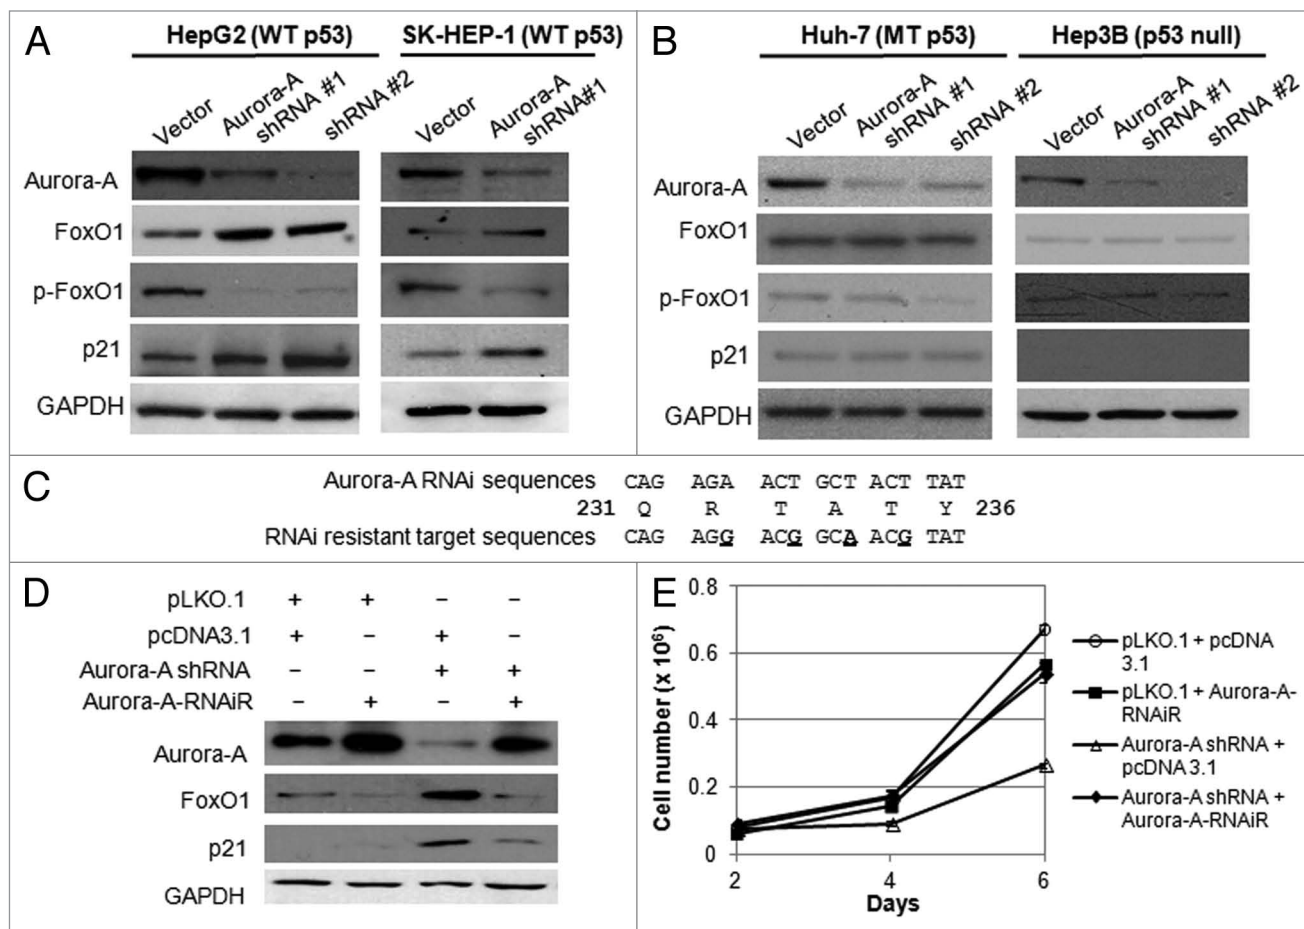 A
HepG2 (WT p53)
SK-HEP-1 (WT p53)
Vector
Aurora-A
shRNA #1
shRNA #2
Vector
Aurora-A
shRNA#1
Aurora-A
FoxO1
p-FoxO1
p21
GAPDH
B
Huh-7 (MT p53)
Hep3B (p53 null)
Vector
Aurora-A
shRNA #1
shRNA #2
Vector
Aurora-A
shRNA #1
shRNA #2
Aurora-A
FoxO1
p-FoxO1
p21
GAPDH
C
Aurora-A RNAi sequences CAG AGA ACT GCT ACT TAT
231 Q R T A T Y 236
RNAi resistant target sequences CAG AGG ACG GCA ACG TAT
D
pLKO.1 + + – –
pcDNA3.1 + – + –
Aurora-A shRNA – – + +
Aurora-A-RNAiR – + – +
Aurora-A
FoxO1
p21
GAPDH
E
Cell number (x 10⁶)
0.8
0.6
0.4
0.2
0
2 4 6
Days
pLKO.1 + pcDNA
3.1
pLKO.1 + Aurora-A-
RNAiR
Aurora-A shRNA +
pcDNA 3.1
Aurora-A shRNA +
Aurora-A-RNAiR